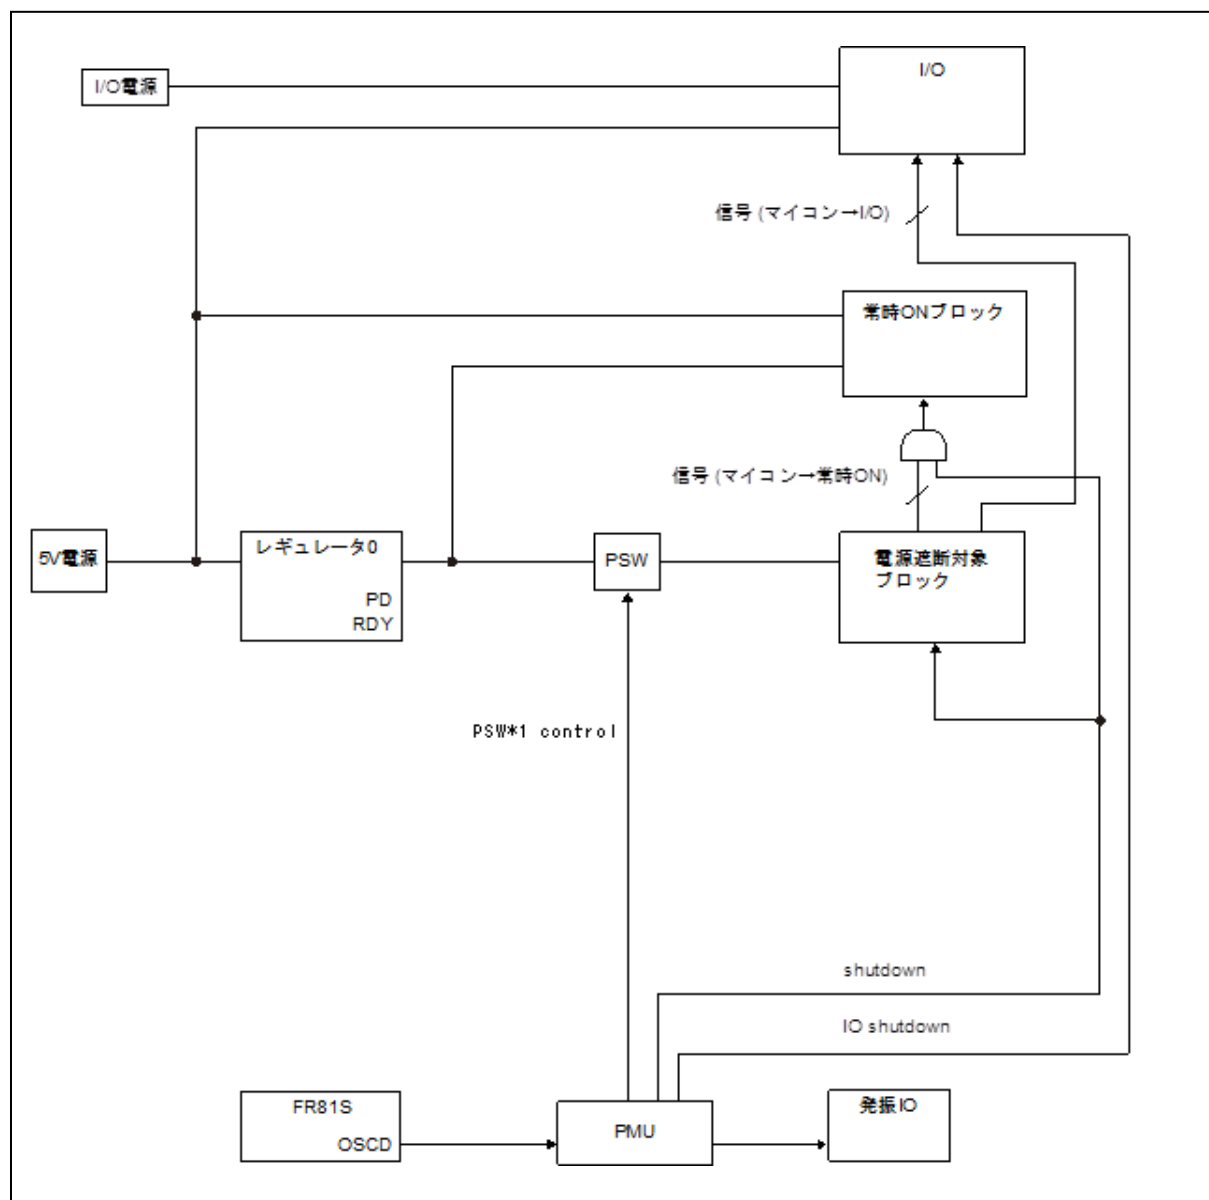 I/O
I/O電源
信号 (マイコン→I/O)
常時ONブロック
信号 (マイコン→常時ON)
5V電源
レギュレータ0
PD
RDY
PSW
電源遮断対象
ブロック
PSW*1 control
shutdown
IO shutdown
FR81S
OSCD
PMU
発振IO